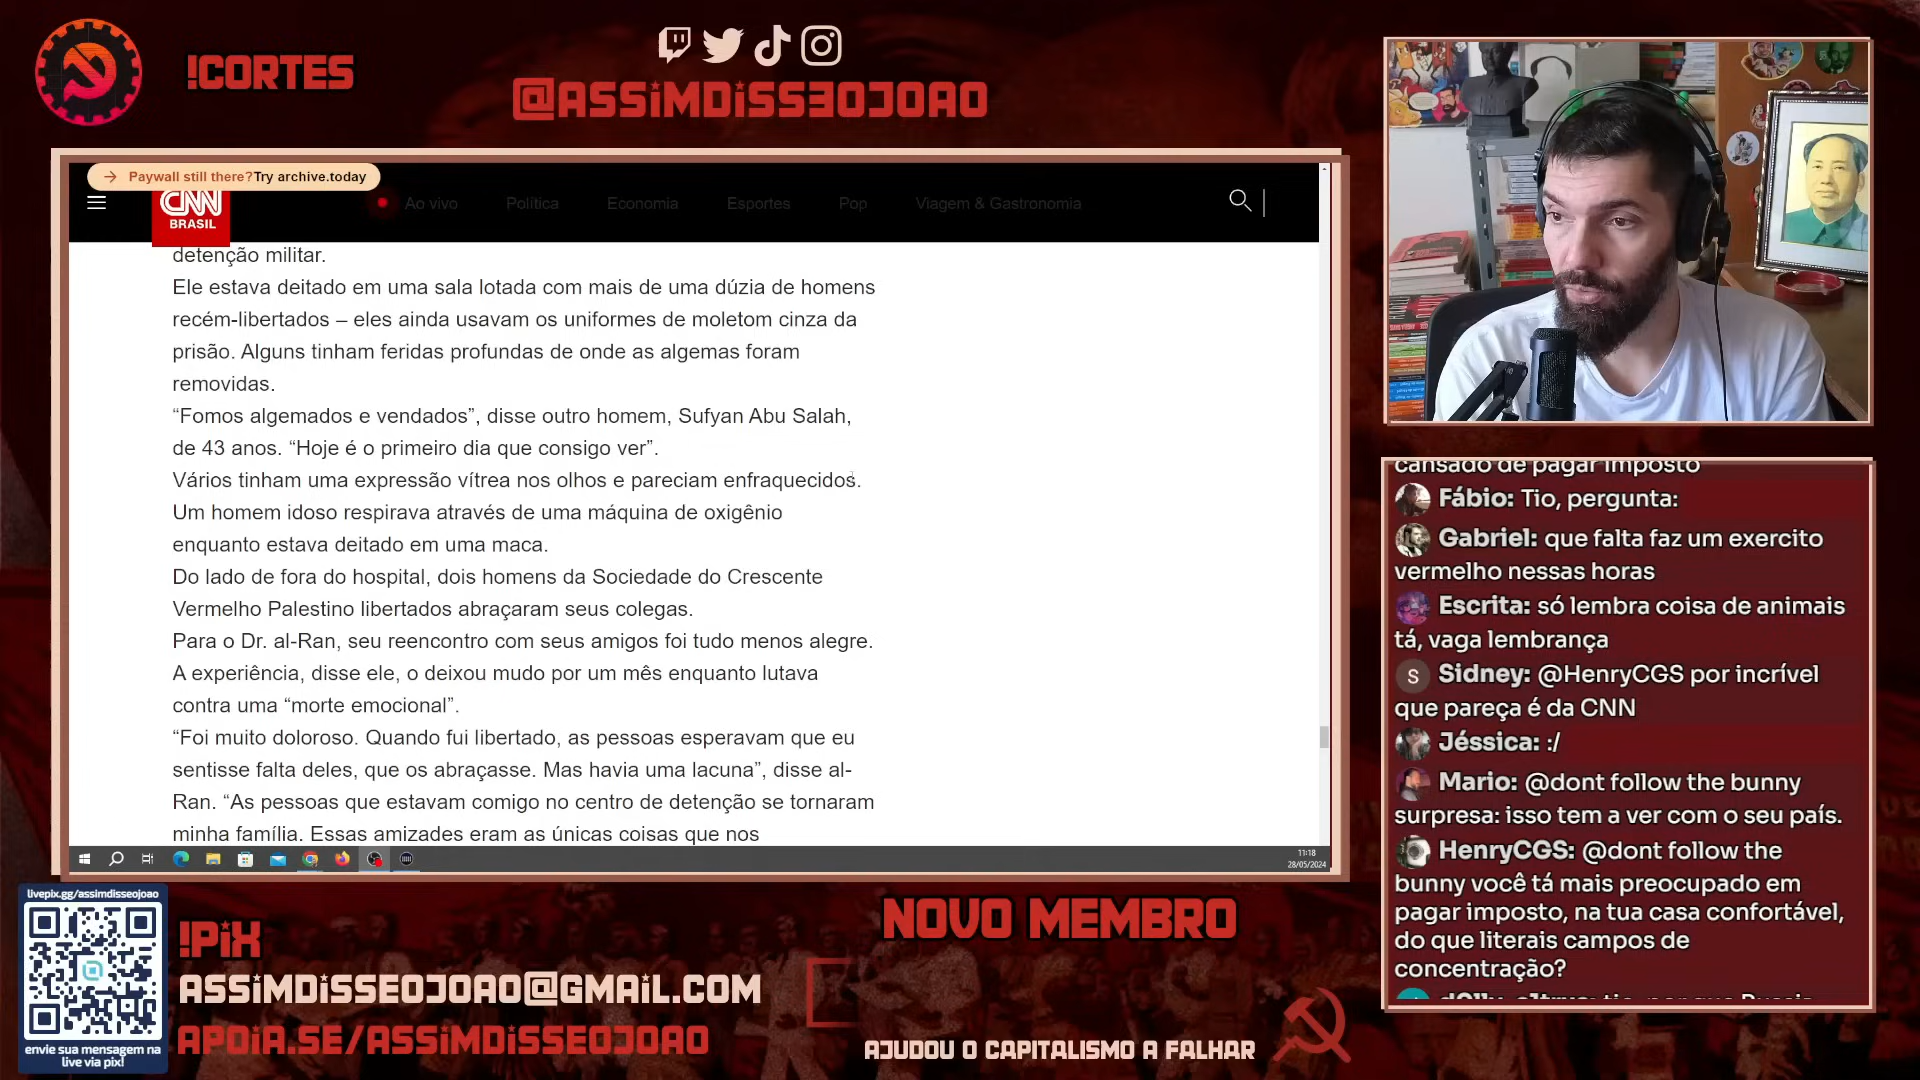 !CORTES
@ASSIMDISSEOJOAO
→ Paywall still there? Try archive.today
CNN
BRASIL
Ao vivo
Política
Economia
Esportes
Pop
Viagem & Gastronomia
detenção militar.
Ele estava deitado em uma sala lotada com mais de uma dúzia de homens
recém-libertados – eles ainda usavam os uniformes de moletom cinza da
prisão. Alguns tinham feridas profundas de onde as algemas foram
removidas.
“Fomos algemados e vendados”, disse outro homem, Sufyan Abu Salah,
de 43 anos. “Hoje é o primeiro dia que consigo ver”.
Vários tinham uma expressão vítrea nos olhos e pareciam enfraquecidos.
Um homem idoso respirava através de uma máquina de oxigênio
enquanto estava deitado em uma maca.
Do lado de fora do hospital, dois homens da Sociedade do Crescente
Vermelho Palestino libertados abraçaram seus colegas.
Para o Dr. al-Ran, seu reencontro com seus amigos foi tudo menos alegre.
A experiência, disse ele, o deixou mudo por um mês enquanto lutava
contra uma “morte emocional”.
“Foi muito doloroso. Quando fui libertado, as pessoas esperavam que eu
sentisse falta deles, que os abraçasse. Mas havia uma lacuna”, disse al-
Ran. “As pessoas que estavam comigo no centro de detenção se tornaram
minha família. Essas amizades eram as únicas coisas que nos
11:18
28/05/2024
cansado de pagar imposto
Fábio: Tio, pergunta:
Gabriel: que falta faz um exercito
vermelho nessas horas
Escrita: só lembra coisa de animais
tá, vaga lembrança
S Sidney: @HenryCGS por incrível
que pareça é da CNN
Jéssica: :/
Mario: @dont follow the bunny
surpresa: isso tem a ver com o seu país.
HenryCGS: @dont follow the
bunny você tá mais preocupado em
pagar imposto, na tua casa confortável,
do que literais campos de
concentração?
livepix.gg/assimdisseojoao
envie sua mensagem na
live via pix!
!PIX
ASSIMDISSEOJOAO@GMAIL.COM
APOIA.SE/ASSIMDISSEOJOAO
NOVO MEMBRO
AJUDOU O CAPITALISMO A FALHAR